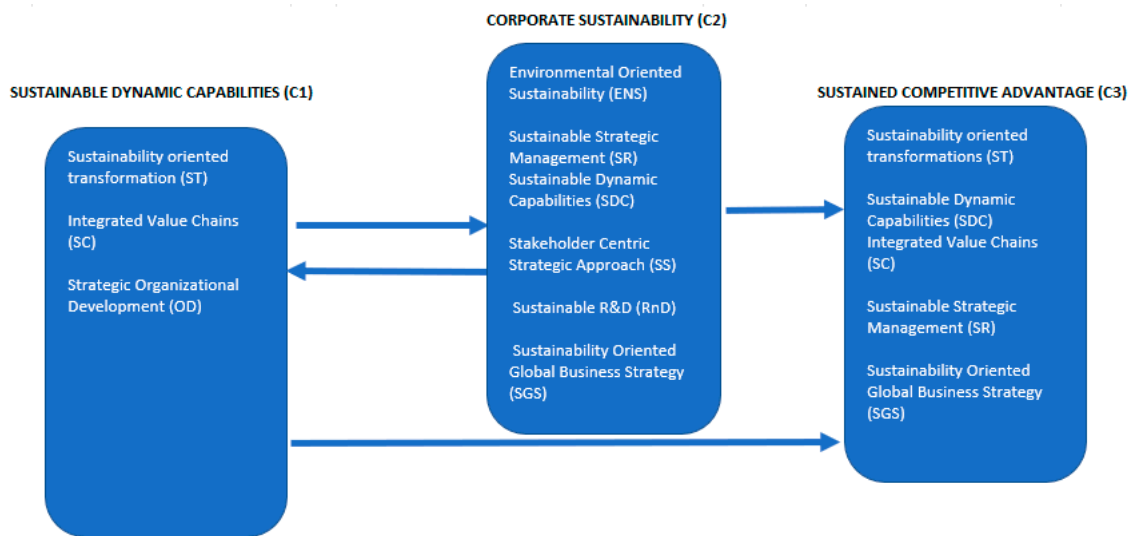 CORPORATE SUSTAINABILITY (C2)
SUSTAINABLE DYNAMIC CAPABILITIES (C1)
SUSTAINED COMPETITIVE ADVANTAGE (C3)
Sustainability oriented
transformation (ST)
Integrated Value Chains
(SC)
Strategic Organizational
Development (OD)
Environmental Oriented
Sustainability (ENS)
Sustainable Strategic
Management (SR)
Sustainable Dynamic
Capabilities (SDC)
Stakeholder Centric
Strategic Approach (SS)
Sustainable R&D (RnD)
Sustainability Oriented
Global Business Strategy
(SGS)
Sustainability oriented
transformations (ST)
Sustainable Dynamic
Capabilities (SDC)
Integrated Value Chains
(SC)
Sustainable Strategic
Management (SR)
Sustainability Oriented
Global Business Strategy
(SGS)